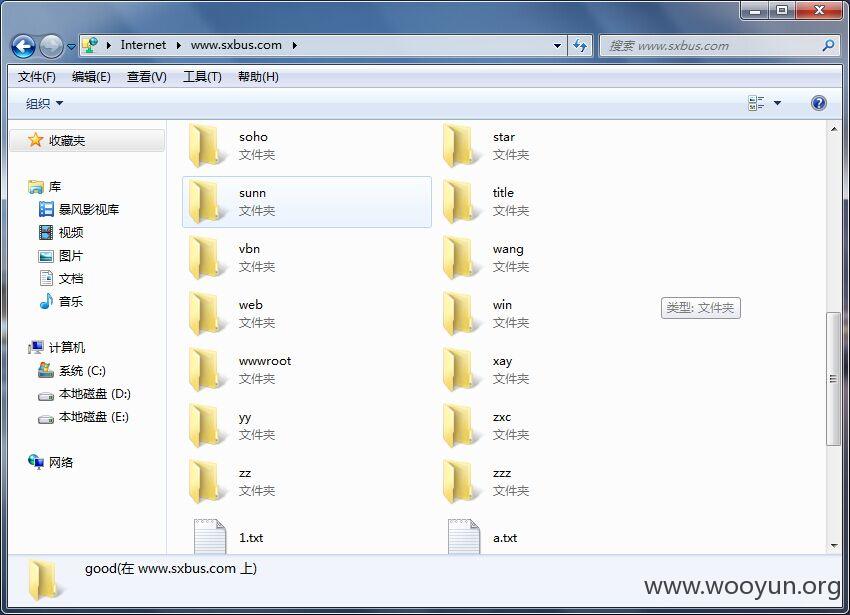 Internet ▸ www.sxbus.com ▸
搜索 www.sxbus.com
文件(F) 编辑(E) 查看(V) 工具(T) 帮助(H)
组织
收藏夹
库
暴风影视库
视频
图片
文档
音乐
计算机
系统 (C:)
本地磁盘 (D:)
本地磁盘 (E:)
网络
soho
文件夹
star
文件夹
sunn
文件夹
title
文件夹
vbn
文件夹
wang
文件夹
web
文件夹
win
文件夹
类型: 文件夹
wwwroot
文件夹
xay
文件夹
yy
文件夹
zxc
文件夹
zz
文件夹
zzz
文件夹
1.txt
a.txt
good(在 www.sxbus.com 上)
www.wooyun.org